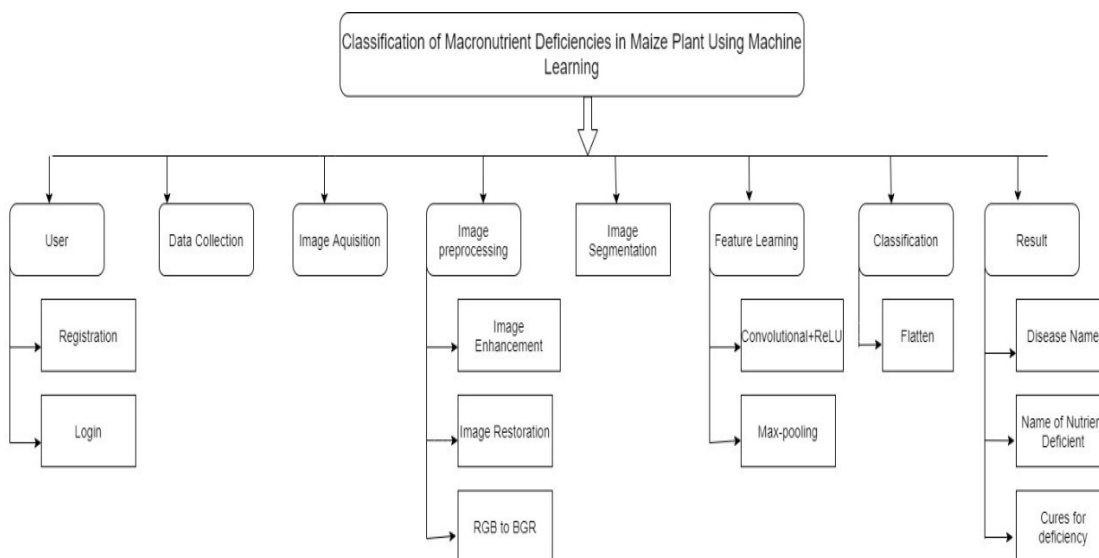 Classification of Macronutrient Deficiencies in Maize Plant Using Machine
Learning
User
Data Collection
Image Aquisition
Image
preprocessing
Image
Segmentation
Feature Learning
Classification
Result
Registration
Login
Image
Enhancement
Image Restoration
RGB to BGR
Convolutional+ReLU
Max-pooling
Flatten
Disease Name
Name of Nutrien
Deficient
Cures for
deficiency